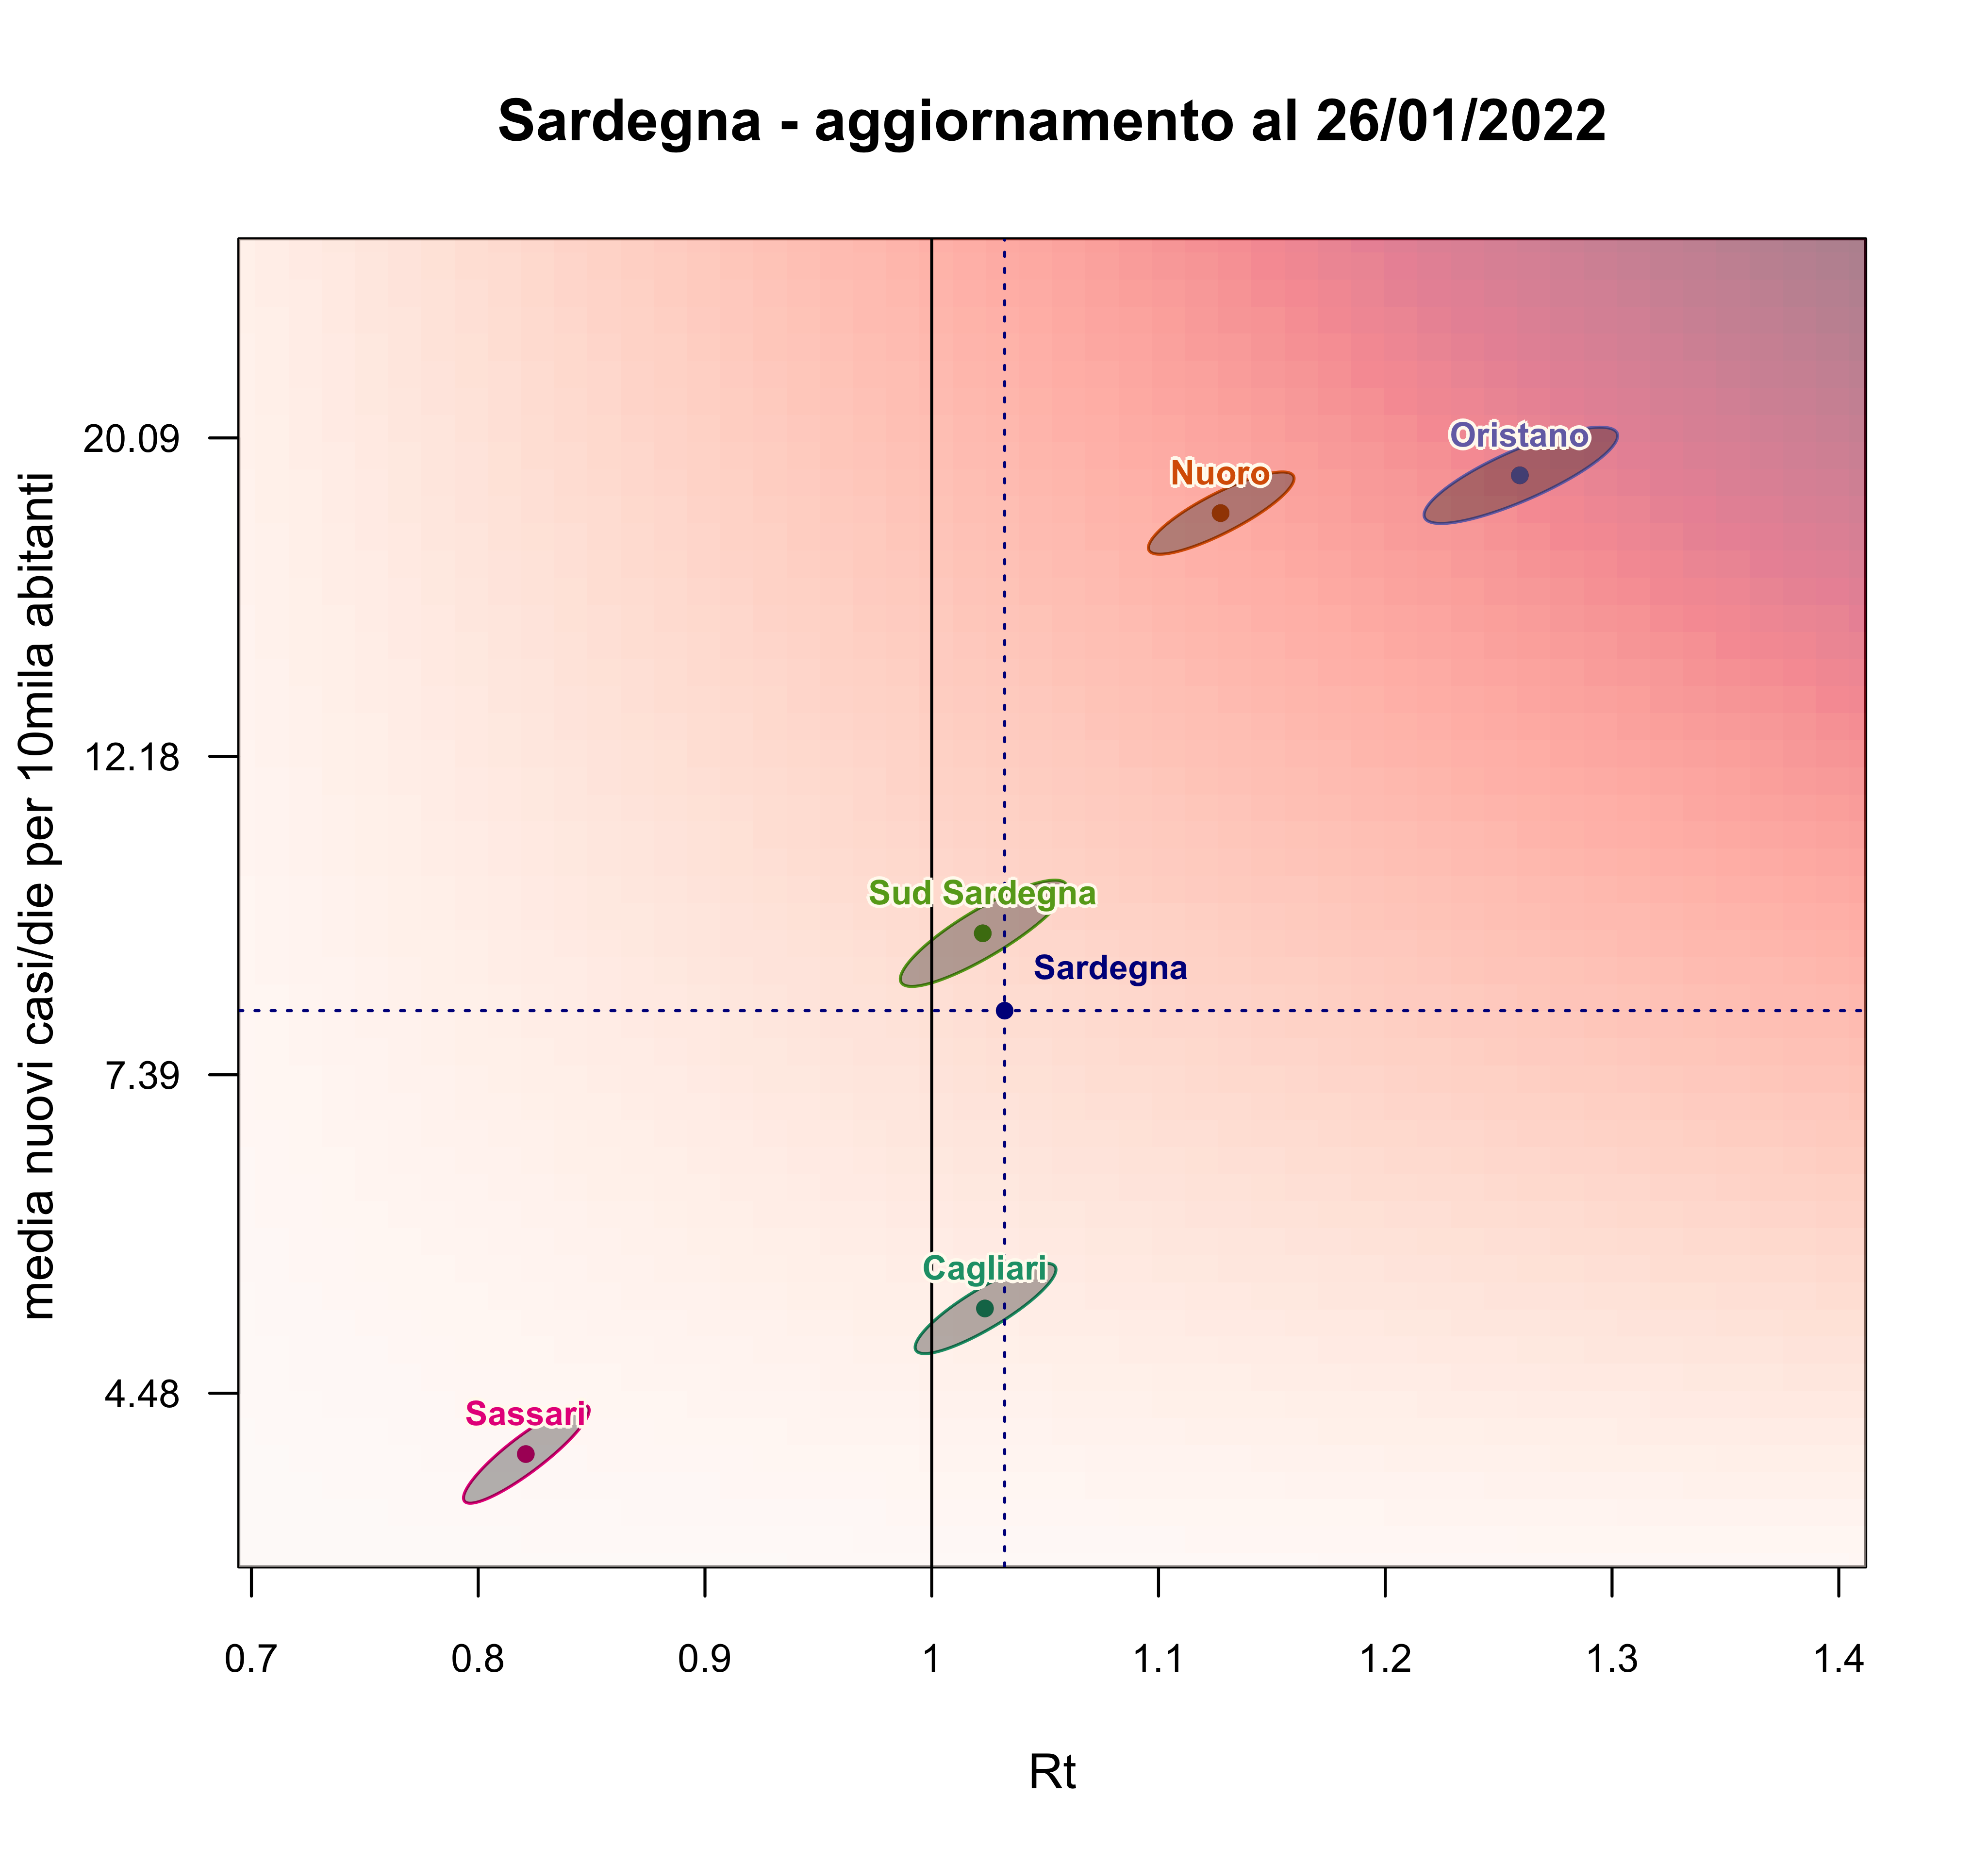 Sardegna - aggiornamento al 26/01/2022
media nuovi casi/die per 10mila abitanti
20.09
12.18
7.39
4.48
Oristano
Nuoro
Sud Sardegna
Sardegna
Cagliari
Sassari
0.7 0.8 0.9 1 1.1 1.2 1.3 1.4
Rt